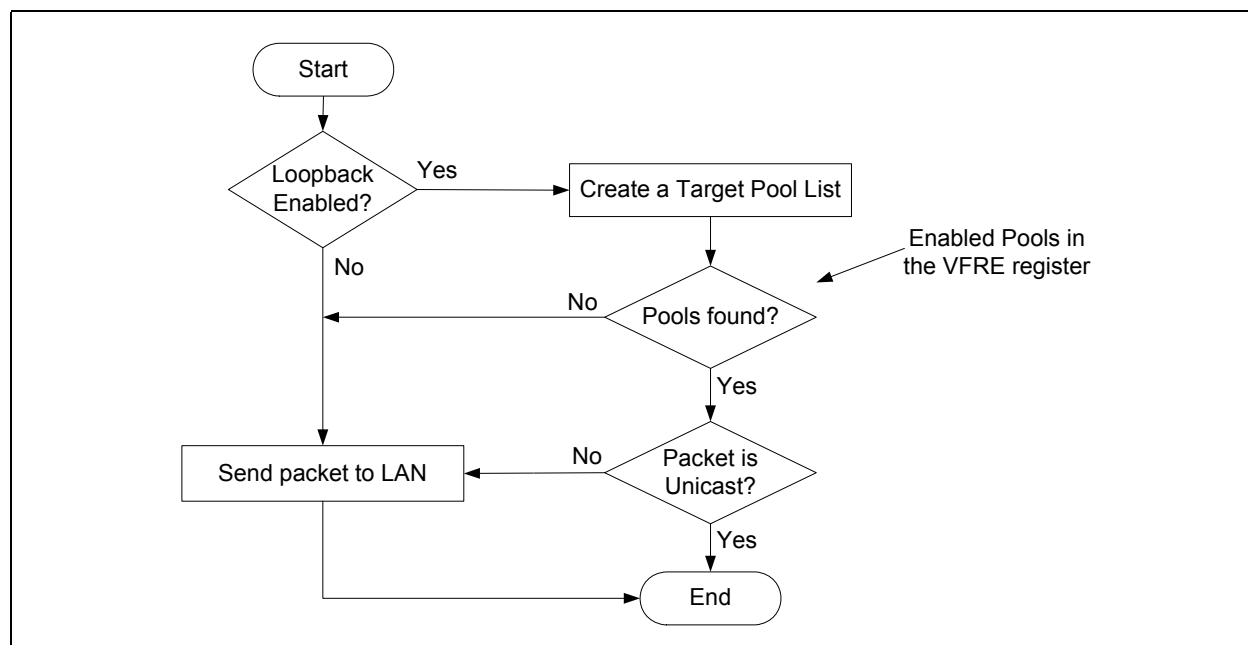 Start
Loopback
Enabled?
Yes
Create a Target Pool List
Enabled Pools in
the VFRE register
No
No
Pools found?
Yes
Send packet to LAN
No
Packet is
Unicast?
Yes
End